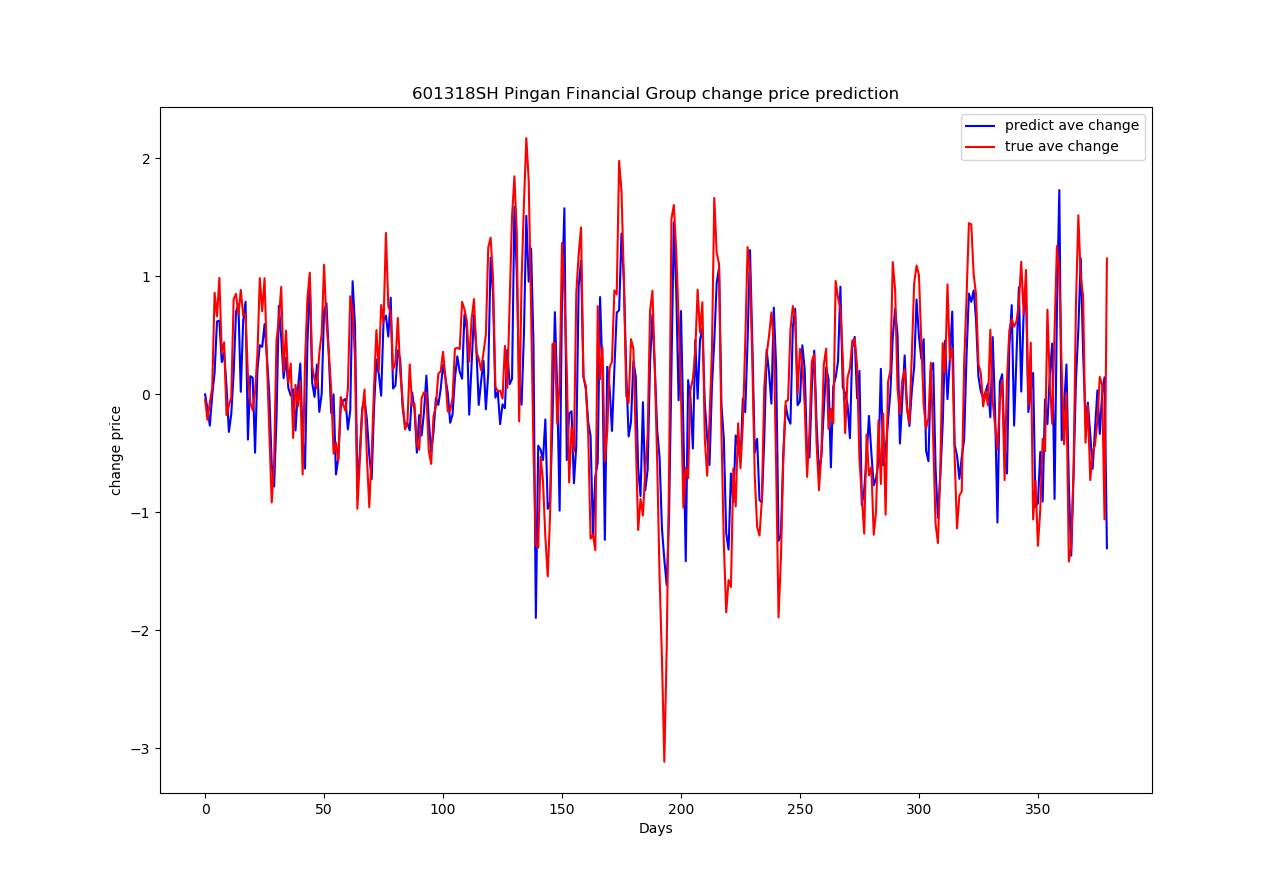 601318SH Pingan Financial Group change price prediction
predict ave change
true ave change
change price
2
1
0
−1
−2
−3
0 50 100 150 200 250 300 350
Days